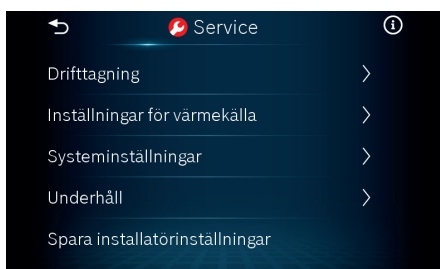 Service
Drifttagning
Inställningar för värmekälla
Systeminställningar
Underhåll
Spara installatörinställningar